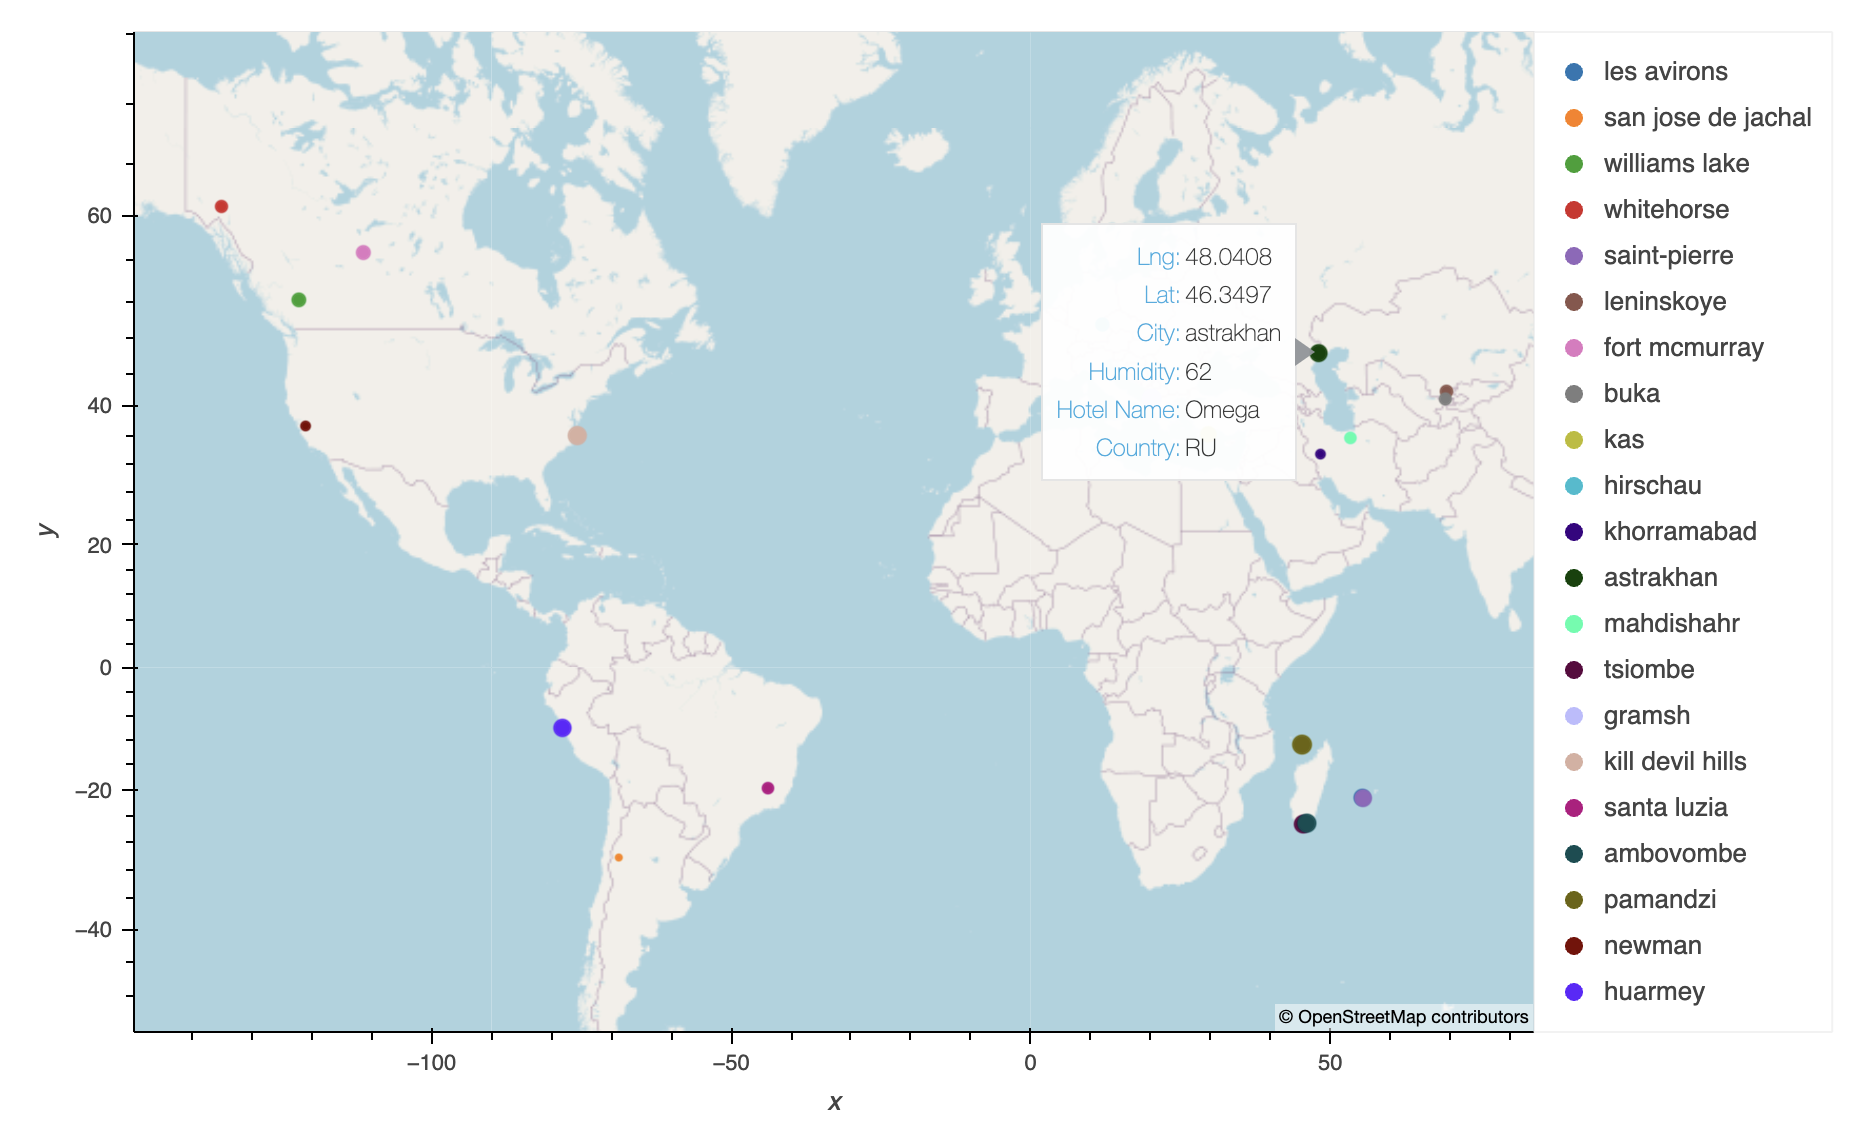 les avirons
san jose de jachal
williams lake
whitehorse
saint-pierre
leninskoye
fort mcmurray
buka
kas
hirschau
khorramabad
astrakhan
mahdishahr
tsiombe
gramsh
kill devil hills
santa luzia
ambovombe
pamandzi
newman
huarmey
Lng: 48.0408
Lat: 46.3497
City: astrakhan
Humidity: 62
Hotel Name: Omega
Country: RU
60
40
20
0
−20
−40
y
−100
−50
0
50
x
© OpenStreetMap contributors